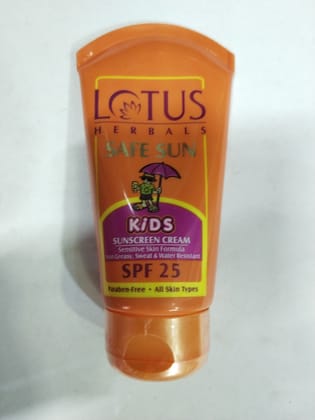 LOTUS
HERBALS
SAFE SUN
KiDS
SUNSCREEN CREAM
Sensitive Skin Formula
Non Greasy, Sweat & Water Resistant
SPF 25
Paraben-Free • All Skin Types